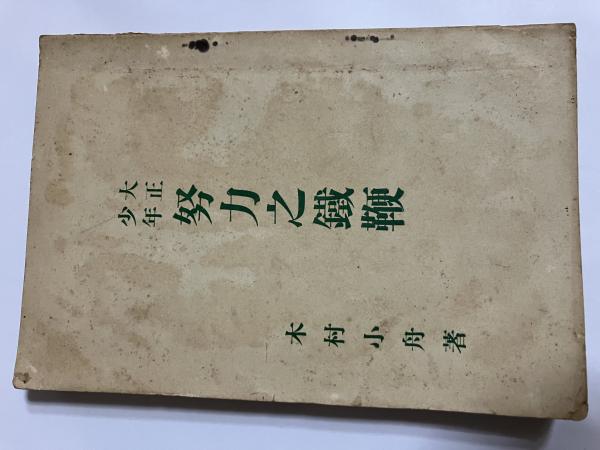 大正
少年
努力之鐵鞭
木村小舟著